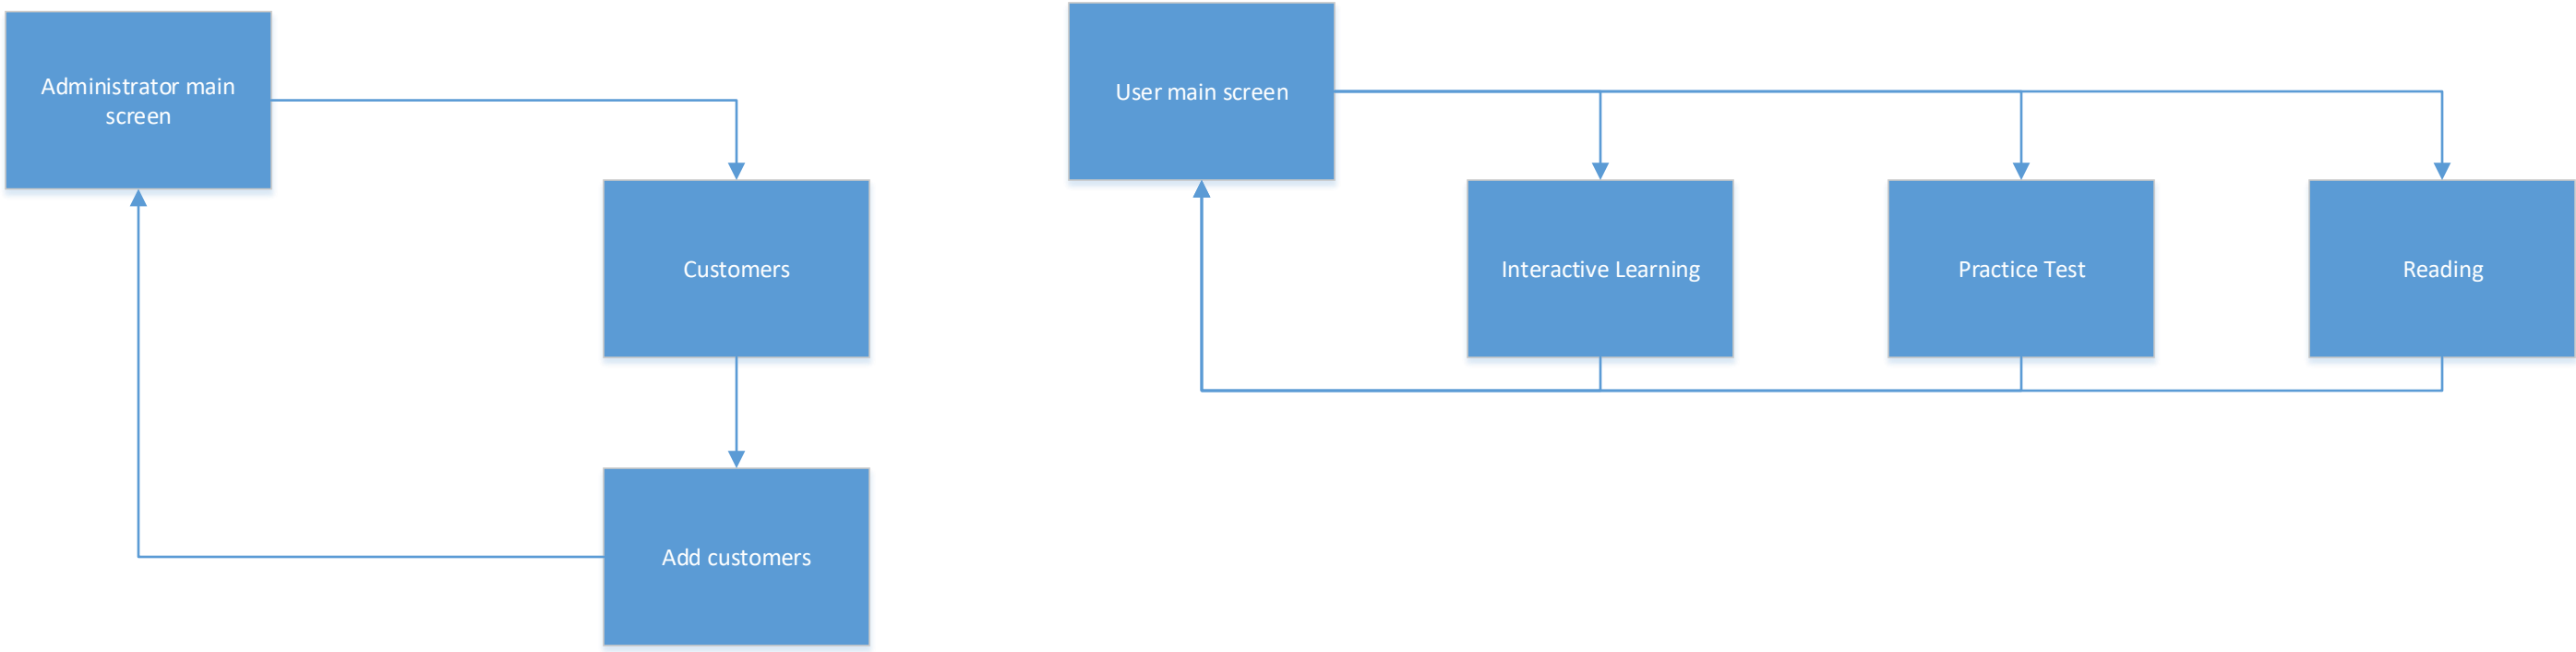 Administrator main
screen
User main screen
Customers
Interactive Learning
Practice Test
Reading
Add customers